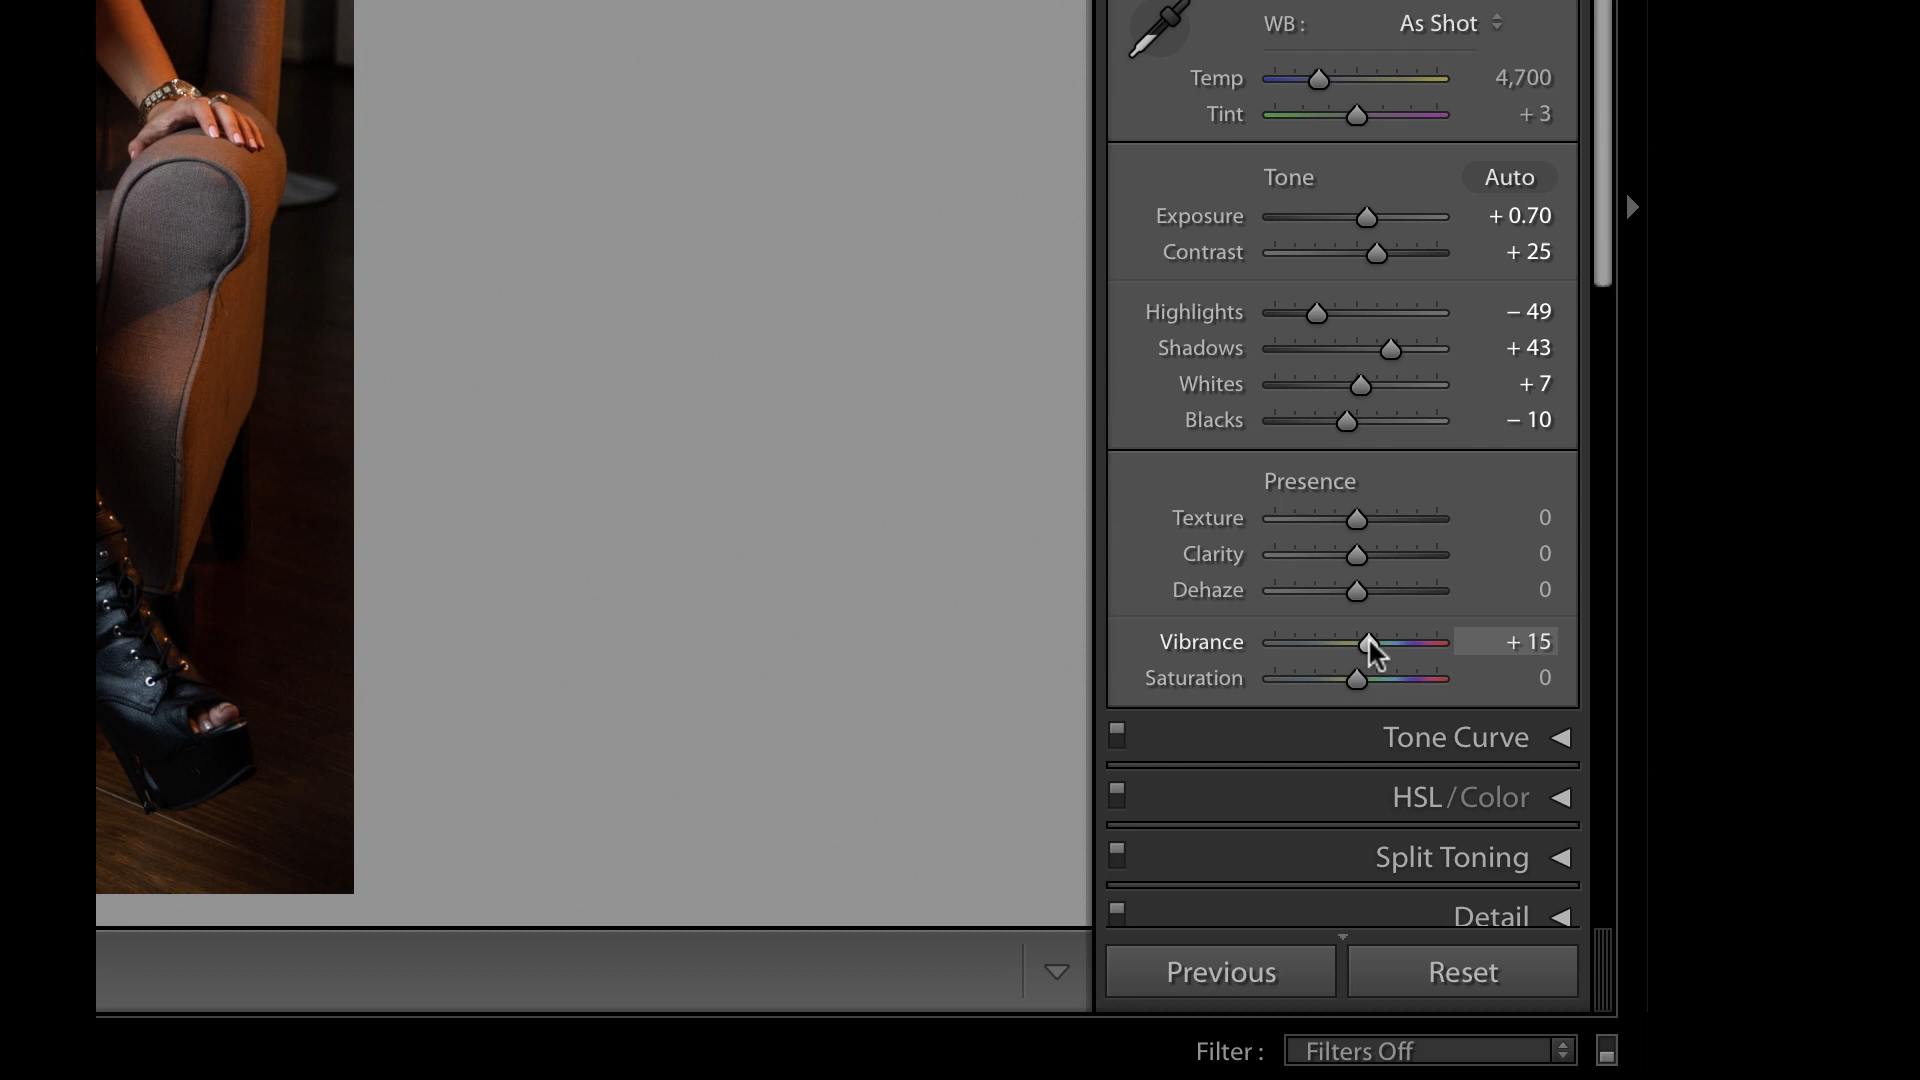 WB : As Shot
Temp 4,700
Tint + 3
Tone Auto
Exposure + 0.70
Contrast + 25
Highlights – 49
Shadows + 43
Whites + 7
Blacks – 10
Presence
Texture 0
Clarity 0
Dehaze 0
Vibrance + 15
Saturation 0
Tone Curve
HSL / Color
Split Toning
Detail
Previous Reset
Filter : Filters Off